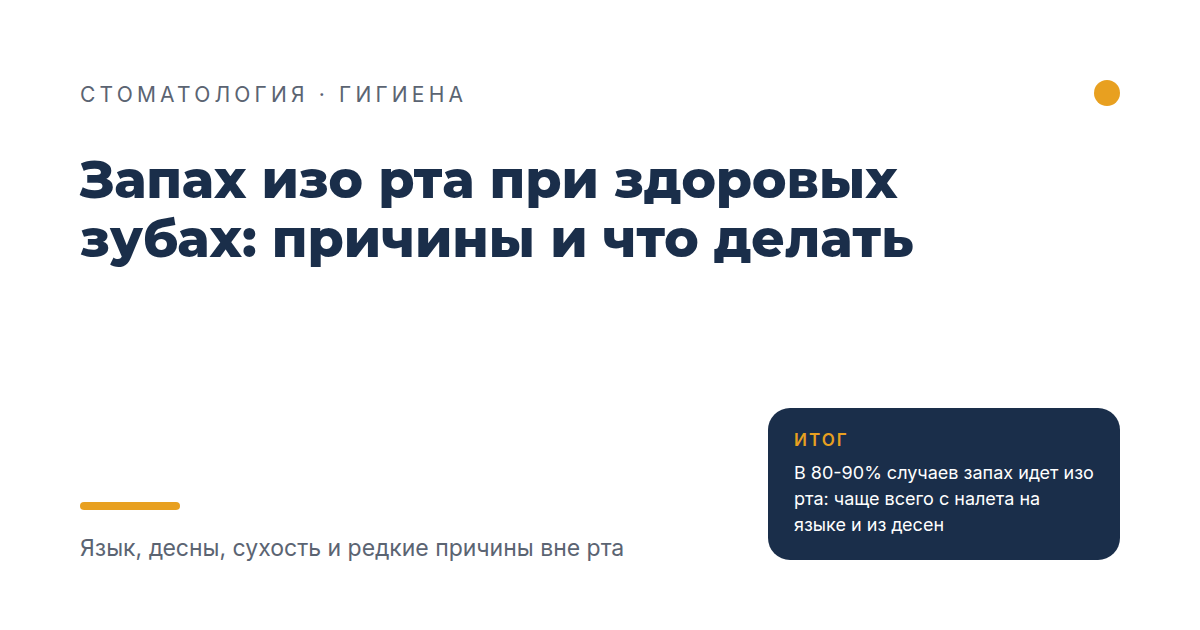 СТОМАТОЛОГИЯ · ГИГИЕНА
Запах изо рта при здоровых
зубах: причины и что делать
ИТОГ
В 80-90% случаев запах идет изо
рта: чаще всего с налета на
языке и из десен
Язык, десны, сухость и редкие причины вне рта